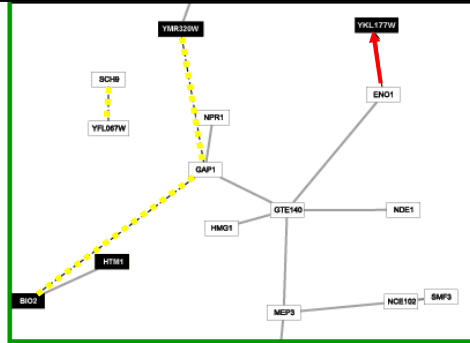 YMR320W
YKL177W
SCH9
ENO1
NPR1
YFL067W
GAP1
GTE140
NDE1
HMG1
HTM1
BIO2
NCE102
SMF3
MEP3